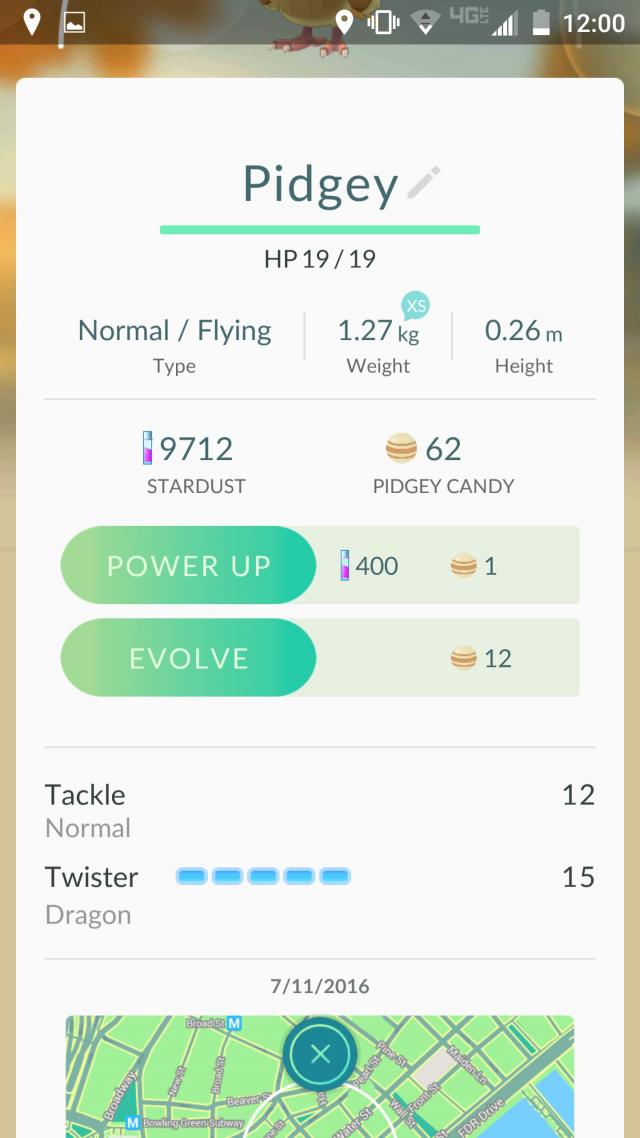 4G LTE 12:00
Pidgey
HP 19 / 19
XS
Normal / Flying 1.27 kg 0.26 m
Type Weight Height
9712 62
STARDUST PIDGEY CANDY
POWER UP 400 1
EVOLVE 12
Tackle 12
Normal
Twister 15
Dragon
7/11/2016
Broad St M
Broadway
New St
Broad St
Pine St
Pearl St
Maiden Ln
Beaver St
Wall St
Front St
M Bowling Green Subway
Water St
FDR Drive